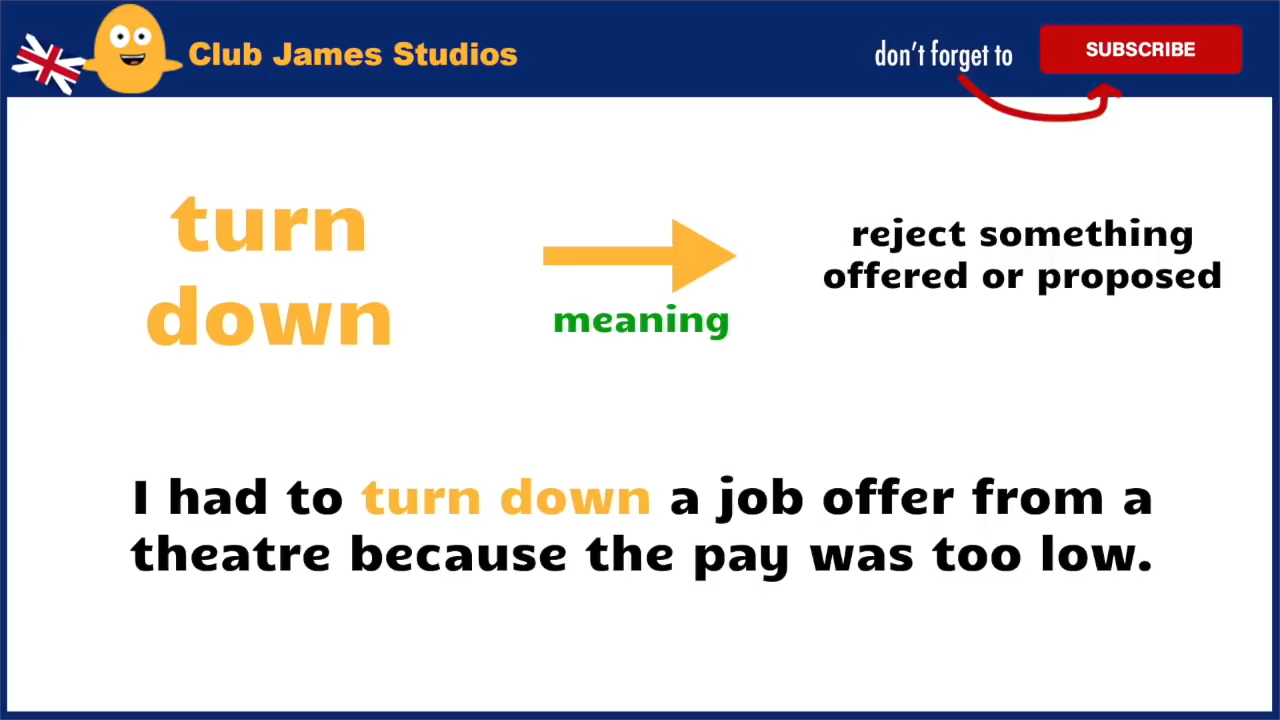 Club James Studios
don't forget to
SUBSCRIBE
turn
down
meaning
reject something
offered or proposed
I had to turn down a job offer from a
theatre because the pay was too low.